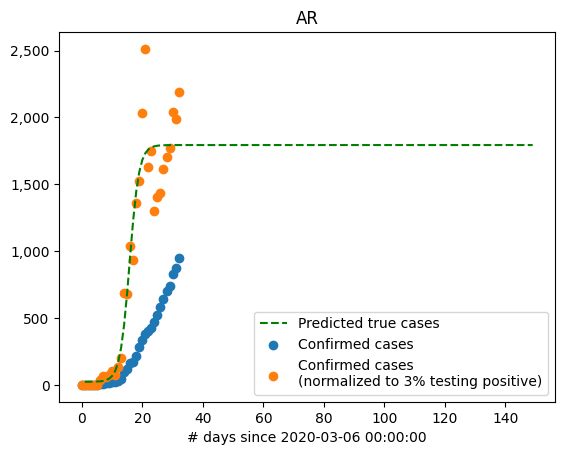 AR
2,500
2,000
1,500
1,000
500
0
Predicted true cases
Confirmed cases
Confirmed cases
(normalized to 3% testing positive)
0 20 40 60 80 100 120 140
# days since 2020-03-06 00:00:00